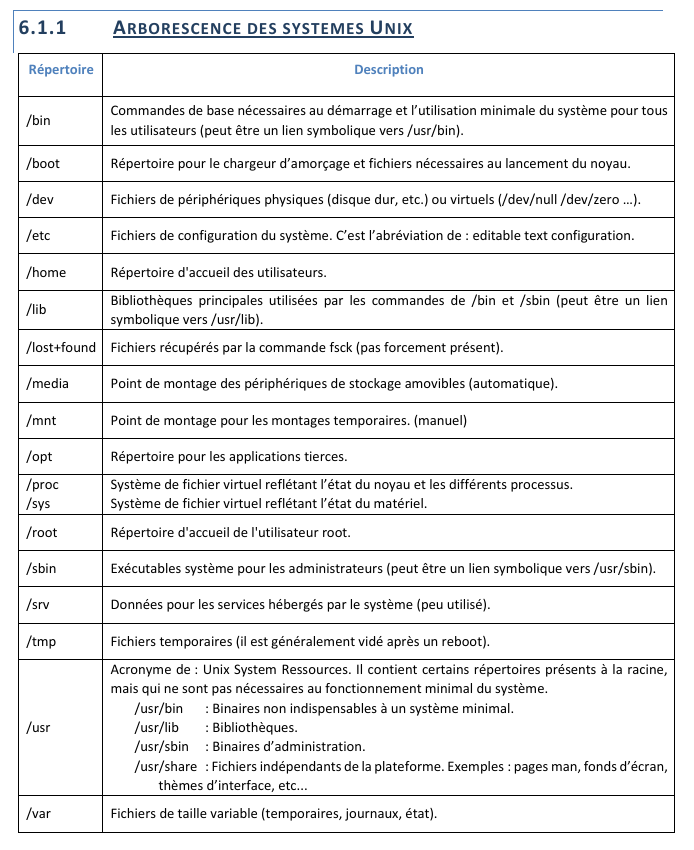 6.1.1 ARBORESCENCE DES SYSTEMES UNIX
Répertoire Description
/bin Commandes de base nécessaires au démarrage et l’utilisation minimale du système pour tous
les utilisateurs (peut être un lien symbolique vers /usr/bin).
/boot Répertoire pour le chargeur d’amorçage et fichiers nécessaires au lancement du noyau.
/dev Fichiers de périphériques physiques (disque dur, etc.) ou virtuels (/dev/null /dev/zero …).
/etc Fichiers de configuration du système. C’est l’abréviation de : editable text configuration.
/home Répertoire d'accueil des utilisateurs.
/lib Bibliothèques principales utilisées par les commandes de /bin et /sbin (peut être un lien
symbolique vers /usr/lib).
/lost+found Fichiers récupérés par la commande fsck (pas forcement présent).
/media Point de montage des périphériques de stockage amovibles (automatique).
/mnt Point de montage pour les montages temporaires. (manuel)
/opt Répertoire pour les applications tierces.
/proc Système de fichier virtuel reflétant l’état du noyau et les différents processus.
/sys Système de fichier virtuel reflétant l’état du matériel.
/root Répertoire d'accueil de l'utilisateur root.
/sbin Exécutables système pour les administrateurs (peut être un lien symbolique vers /usr/sbin).
/srv Données pour les services hébergés par le système (peu utilisé).
/tmp Fichiers temporaires (il est généralement vidé après un reboot).
/usr Acronyme de : Unix System Ressources. Il contient certains répertoires présents à la racine,
mais qui ne sont pas nécessaires au fonctionnement minimal du système.
/usr/bin : Binaires non indispensables à un système minimal.
/usr/lib : Bibliothèques.
/usr/sbin : Binaires d’administration.
/usr/share : Fichiers indépendants de la plateforme. Exemples : pages man, fonds d’écran,
thèmes d’interface, etc...
/var Fichiers de taille variable (temporaires, journaux, état).